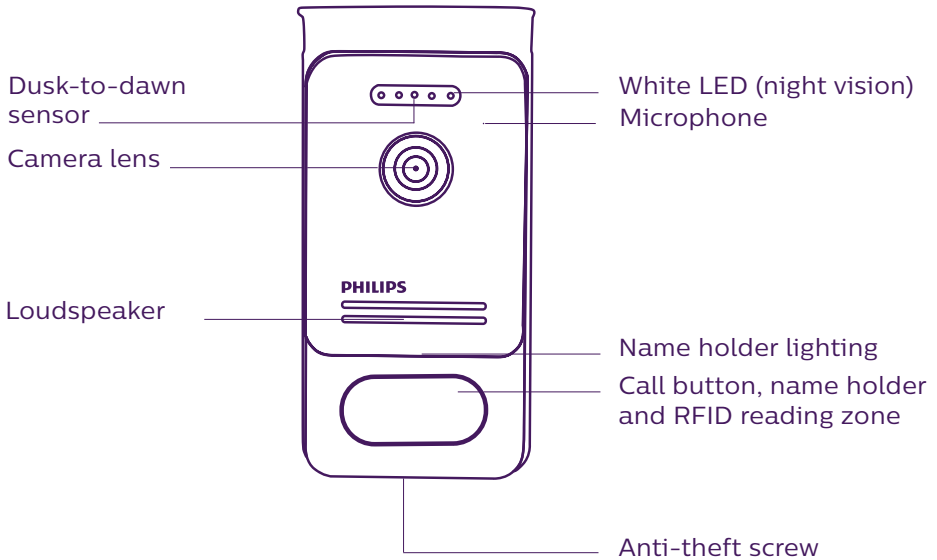 Dusk-to-dawn
sensor
Camera lens
Loudspeaker
PHILIPS
White LED (night vision)
Microphone
Name holder lighting
Call button, name holder
and RFID reading zone
Anti-theft screw